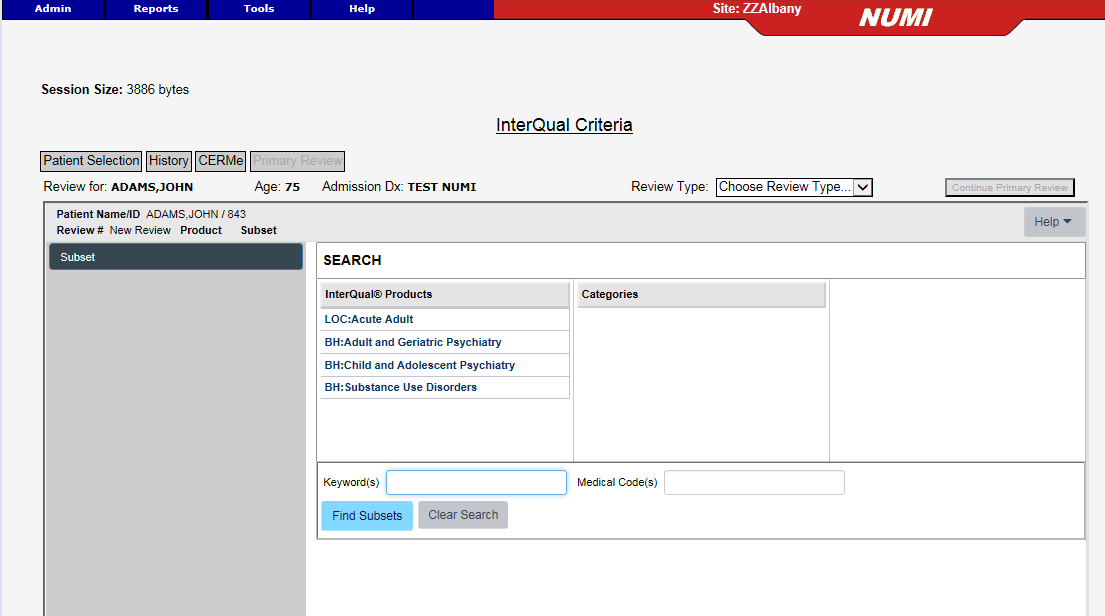 Admin Reports Tools Help Site: ZZAlbany NUMI
Session Size: 3886 bytes
InterQual Criteria
Patient Selection History CERMe Primary Review
Review for: ADAMS,JOHN Age: 75 Admission Dx: TEST NUMI Review Type: Choose Review Type... Continue Primary Review
Patient Name/ID ADAMS,JOHN / 843
Review # New Review Product Subset
Help
Subset
SEARCH
InterQual® Products
LOC:Acute Adult
BH:Adult and Geriatric Psychiatry
BH:Child and Adolescent Psychiatry
BH:Substance Use Disorders
Categories
Keyword(s) Medical Code(s)
Find Subsets Clear Search